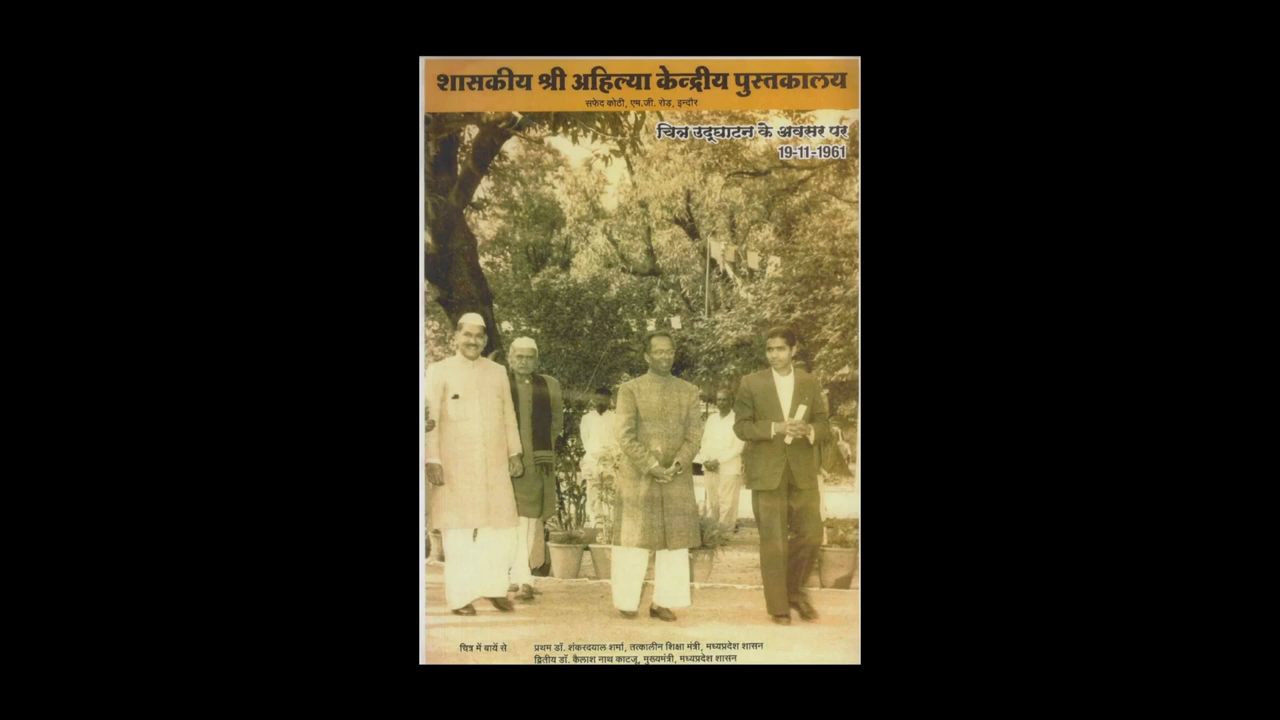 शासकीय श्री अहिल्या केन्द्रीय पुस्तकालय
सफेद कोठी, एम.जी. रोड़, इन्दौर
चित्र उद्घाटन के अवसर पर
19-11-1961
चित्र में बायें से प्रथम डॉ. शंकरदयाल शर्मा, तत्कालीन शिक्षा मंत्री, मध्यप्रदेश शासन
द्वितीय डॉ. कैलाश नाथ काटजू, मुख्यमंत्री, मध्यप्रदेश शासन